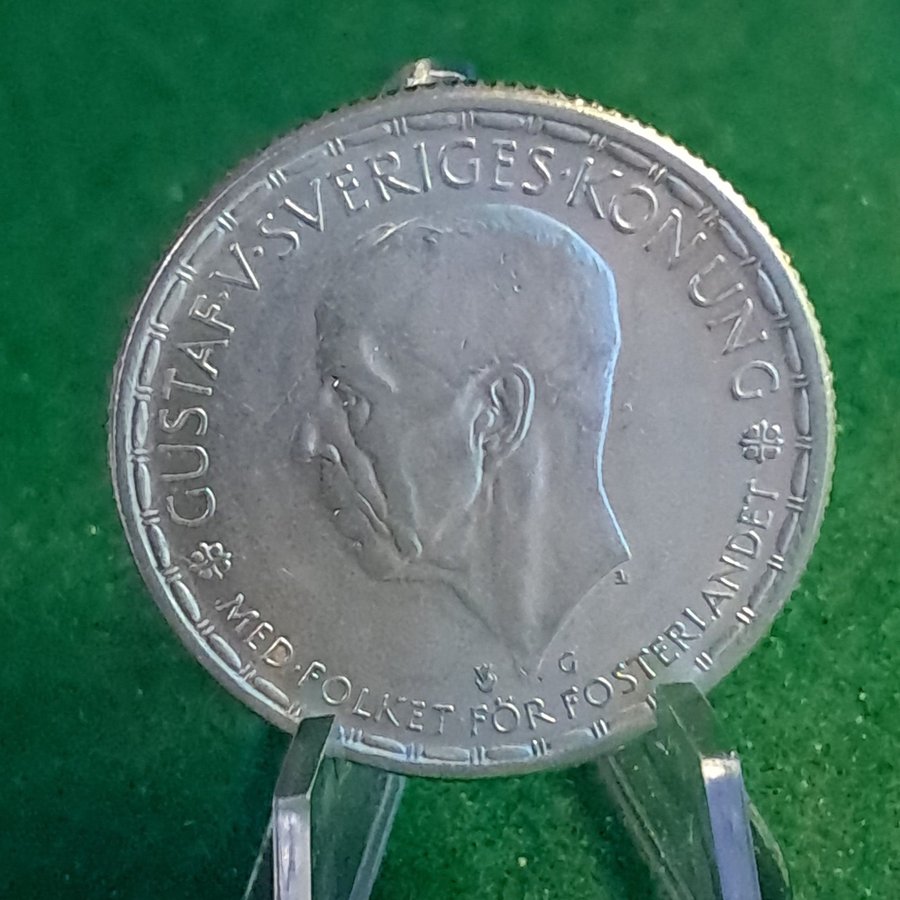 GUSTAF·V·SVERIGES·KONUNG
MED·FOLKET FÖR FOSTERLANDET
G